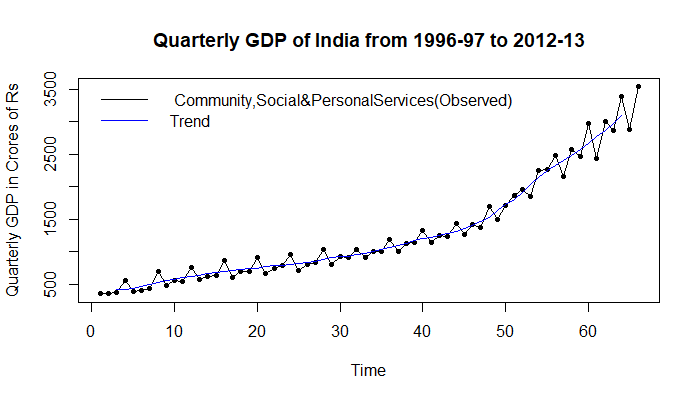 Quarterly GDP of India from 1996-97 to 2012-13
Quarterly GDP in Crores of Rs
3500
2500
1500
500
Community,Social&PersonalServices(Observed)
Trend
0 10 20 30 40 50 60
Time